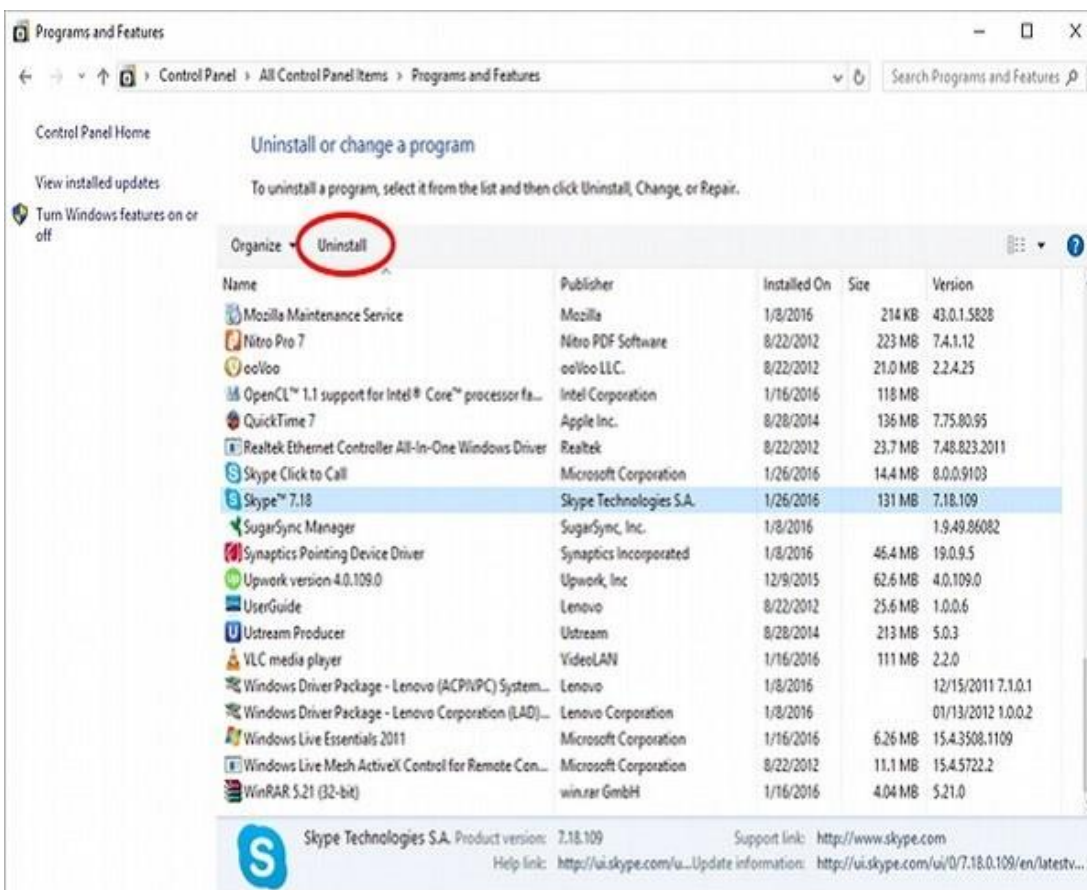 Programs and Features
Control Panel › All Control Panel Items › Programs and Features
Search Programs and Features
Control Panel Home
View installed updates
Turn Windows features on or
off
Uninstall or change a program
To uninstall a program, select it from the list and then click Uninstall, Change, or Repair.
Organize Uninstall
Name Publisher Installed On Size Version
Mozilla Maintenance Service Mozilla 1/8/2016 214 KB 43.0.1.5828
Nitro Pro 7 Nitro PDF Software 8/22/2012 223 MB 7.4.1.12
ooVoo ooVoo LLC. 8/22/2012 21.0 MB 2.2.4.25
OpenCL™ 1.1 support for Intel® Core™ processor fa... Intel Corporation 1/16/2016 118 MB
QuickTime 7 Apple Inc. 8/28/2014 136 MB 7.75.80.95
Realtek Ethernet Controller All-In-One Windows Driver Realtek 8/22/2012 23.7 MB 7.48.823.2011
Skype Click to Call Microsoft Corporation 1/26/2016 14.4 MB 8.0.0.9103
Skype™ 7.18 Skype Technologies S.A. 1/26/2016 131 MB 7.18.109
SugarSync Manager SugarSync, Inc. 1/8/2016 1.9.49.86082
Synaptics Pointing Device Driver Synaptics Incorporated 1/8/2016 46.4 MB 19.0.9.5
Upwork version 4.0.109.0 Upwork, Inc 12/9/2015 62.6 MB 4.0.109.0
UserGuide Lenovo 8/22/2012 25.6 MB 1.0.0.6
Ustream Producer Ustream 8/28/2014 213 MB 5.0.3
VLC media player VideoLAN 1/16/2016 111 MB 2.2.0
Windows Driver Package - Lenovo (ACPIVPC) System... Lenovo 1/8/2016 12/15/2011 7.1.0.1
Windows Driver Package - Lenovo Corporation (LAD)... Lenovo Corporation 1/8/2016 01/13/2012 1.0.0.2
Windows Live Essentials 2011 Microsoft Corporation 1/16/2016 6.26 MB 15.4.3508.1109
Windows Live Mesh ActiveX Control for Remote Con... Microsoft Corporation 8/22/2012 11.1 MB 15.4.5722.2
WinRAR 5.21 (32-bit) win.rar GmbH 1/16/2016 4.04 MB 5.21.0
Skype Technologies S.A. Product version: 7.18.109 Support link: http://www.skype.com
Help link: http://ui.skype.com/u... Update information: http://ui.skype.com/ui/0/7.18.0.109/en/latestv...